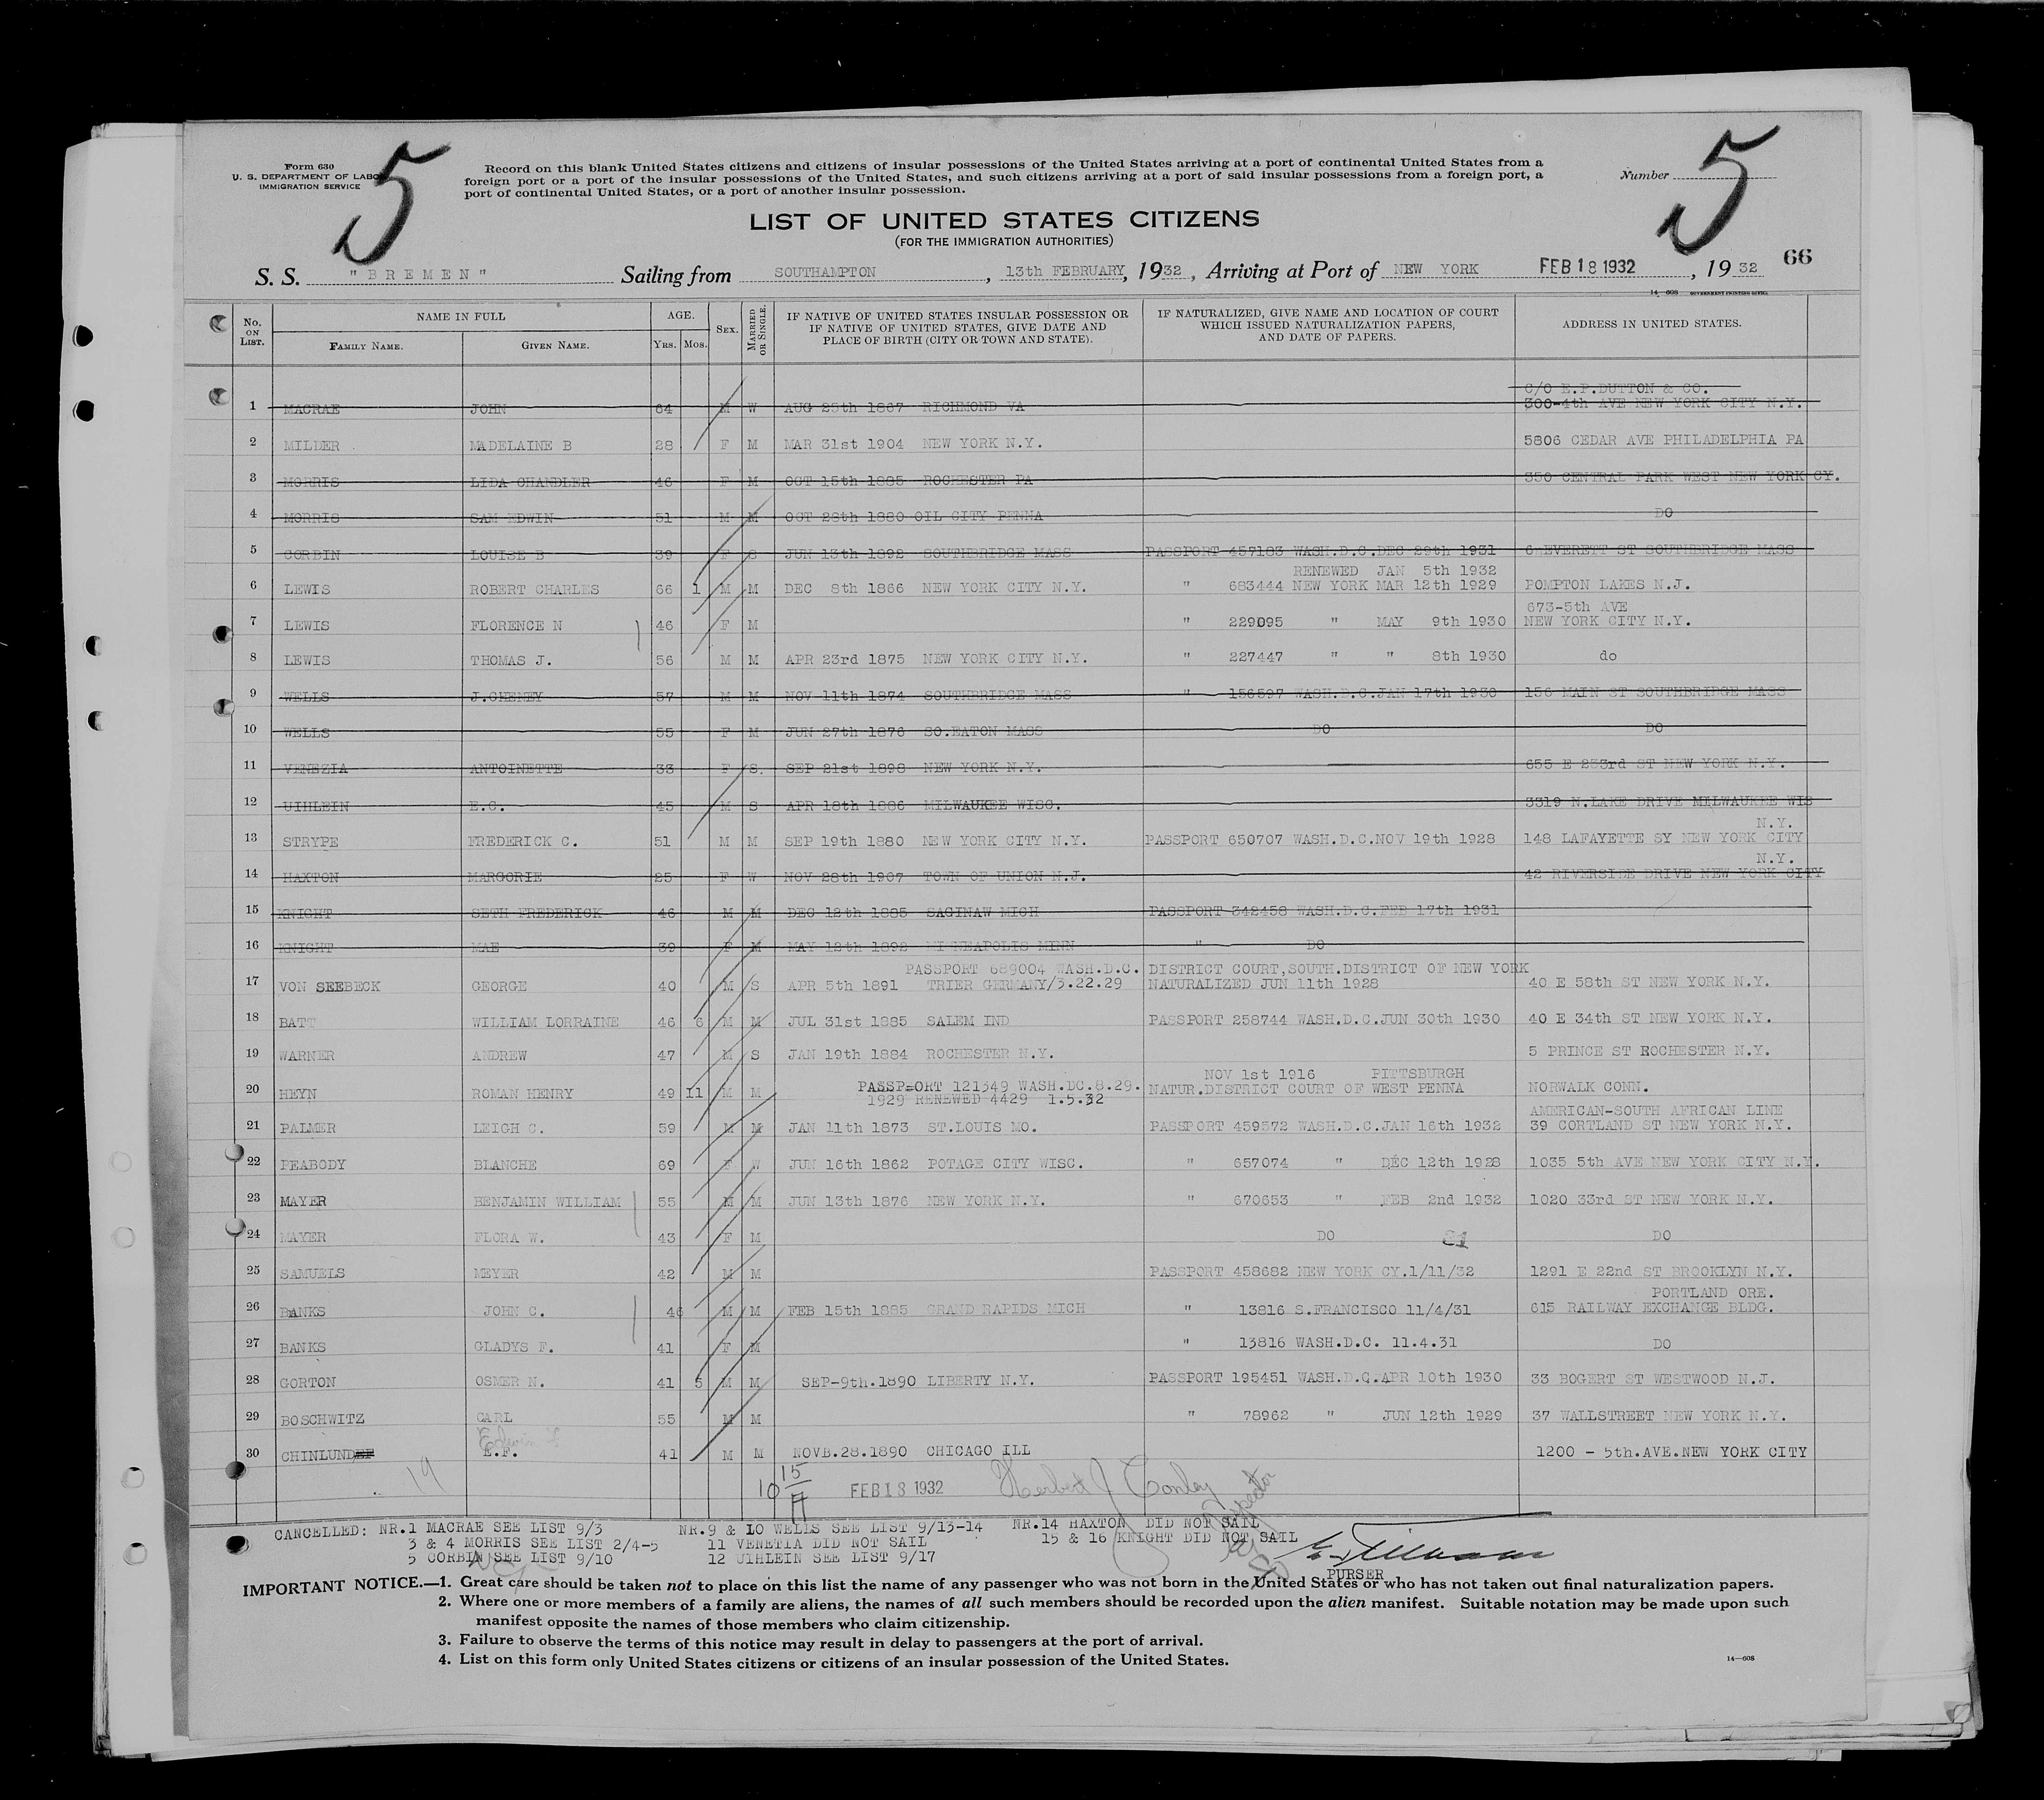 5
5
Form 630
U. S. DEPARTMENT OF LABOR
IMMIGRATION SERVICE
Record on this blank United States citizens and citizens of insular possessions of the United States arriving at a port of continental United States from a
foreign port or a port of the insular possessions of the United States, and such citizens arriving at a port of said insular possessions from a foreign port, a
port of continental United States, or a port of another insular possession.
Number
LIST OF UNITED STATES CITIZENS
(FOR THE IMMIGRATION AUTHORITIES)
66
S. S. "BREMEN" Sailing from SOUTHAMPTON, 13th FEBRUARY, 1932, Arriving at Port of NEW YORK FEB 18 1932, 1932
14—608 GOVERNMENT PRINTING OFFICE
No. ON LIST. NAME IN FULL FAMILY NAME. GIVEN NAME. AGE. YRS. MOS. SEX. MARRIED OR SINGLE. IF NATIVE OF UNITED STATES INSULAR POSSESSION OR IF NATIVE OF UNITED STATES, GIVE DATE AND PLACE OF BIRTH (CITY OR TOWN AND STATE). IF NATURALIZED, GIVE NAME AND LOCATION OF COURT WHICH ISSUED NATURALIZATION PAPERS, AND DATE OF PAPERS. ADDRESS IN UNITED STATES.
C/O E.P.DUTTON & CO.
1 MACRAE JOHN 64 M W AUG 25th 1867 RICHMOND VA 300-4th AVE NEW YORK CITY N.Y.
2 MILDER MADELAINE B 28 F M MAR 31st 1904 NEW YORK N.Y. 5806 CEDAR AVE PHILADELPHIA PA
3 MORRIS LIDA CHANDLER 46 F M OCT 15th 1885 ROCHESTER PA 350 CENTRAL PARK WEST NEW YORK CY.
4 MORRIS SAM EDWIN 51 M M OCT 28th 1880 OIL CITY PENNA DO
5 CORBIN LOUISE B 39 F S JUN 13th 1892 SOUTHBRIDGE MASS PASSPORT 457183 WASH.D.C.DEC 29th 1931 6 EVERETT ST SOUTHBRIDGE MASS
RENEWED JAN 5th 1932
6 LEWIS ROBERT CHARLES 66 1 M M DEC 8th 1866 NEW YORK CITY N.Y. " 683444 NEW YORK MAR 12th 1929 POMPTON LAKES N.J.
673-5th AVE
7 LEWIS FLORENCE N 46 F M " 229095 " MAY 9th 1930 NEW YORK CITY N.Y.
8 LEWIS THOMAS J. 56 M M APR 23rd 1875 NEW YORK CITY N.Y. " 227447 " " 8th 1930 do
9 WELLS J.CHENEY 57 M M NOV 11th 1874 SOUTHBRIDGE MASS " 156597 WASH.D.C.JAN 17th 1930 156 MAIN ST SOUTHBRIDGE MASS
10 WELLS 55 F M JUN 27th 1876 SO.EATON MASS DO DO
11 VENEZIA ANTOINETTE 33 F S. SEP 21st 1898 NEW YORK N.Y. 655 E 233rd ST NEW YORK N.Y.
12 UIHLEIN E.C. 45 M S APR 18th 1886 MILWAUKEE WISC. 3319 N.LAKE DRIVE MILWAUKEE WIS
N.Y.
13 STRYPE FREDERICK C. 51 M M SEP 19th 1880 NEW YORK CITY N.Y. PASSPORT 650707 WASH.D.C.NOV 19th 1928 148 LAFAYETTE SY NEW YORK CITY
N.Y.
14 HAXTON MARGORIE 25 F W NOV 28th 1907 TOWN OF UNION N.J. 42 RIVERSIDE DRIVE NEW YORK CITY
15 KNIGHT SETH FREDERICK 46 M M DEC 12th 1885 SAGINAW MICH PASSPORT 342458 WASH.D.C.FEB 17th 1931
16 KNIGHT MAE 39 F M MAY 12th 1892 MINNEAPOLIS MINN " DO
PASSPORT 689004 WASH.D.C. DISTRICT COURT,SOUTH.DISTRICT OF NEW YORK
17 VON SEEBECK GEORGE 40 M S APR 5th 1891 TRIER GERMANY/3.22.29 NATURALIZED JUN 11th 1928 40 E 58th ST NEW YORK N.Y.
18 BATT WILLIAM LORRAINE 46 6 M M JUL 31st 1885 SALEM IND PASSPORT 258744 WASH.D.C.JUN 30th 1930 40 E 34th ST NEW YORK N.Y.
19 WARNER ANDREW 47 M S JAN 19th 1884 ROCHESTER N.Y. 5 PRINCE ST ROCHESTER N.Y.
NOV 1st 1916 PITTSBURGH
20 HEYN ROMAN HENRY 49 11 M M PASSP=ORT 121349 WASH.DC.8.29. NATUR.DISTRICT COURT OF WEST PENNA NORWALK CONN.
1929 RENEWED 4429 1.5.32
AMERICAN-SOUTH AFRICAN LINE
21 PALMER LEIGH C. 59 M M JAN 11th 1873 ST.LOUIS MO. PASSPORT 459572 WASH.D.C.JAN 16th 1932 39 CORTLAND ST NEW YORK N.Y.
22 PEABODY BLANCHE 69 F W JUN 16th 1862 POTAGE CITY WISC. " 657074 " DEC 12th 1928 1035 5th AVE NEW YORK CITY N.Y.
23 MAYER BENJAMIN WILLIAM 55 M M JUN 13th 1876 NEW YORK N.Y. " 670653 " FEB 2nd 1932 1020 33rd ST NEW YORK N.Y.
24 MAYER FLORA W. 43 F M DO DO
25 SAMUELS MEYER 42 M M PASSPORT 458682 NEW YORK CY.1/11/32 1291 E 22nd ST BROOKLYN N.Y.
PORTLAND ORE.
26 BANKS JOHN C. 46 M M FEB 15th 1885 GRAND RAPIDS MICH " 13816 S.FRANCISCO 11/4/31 615 RAILWAY EXCHANGE BLDG.
27 BANKS GLADYS F. 41 F M " 13816 WASH.D.C. 11.4.31 DO
28 GORTON OSMER N. 41 5 M M SEP-9th.1890 LIBERTY N.Y. PASSPORT 195451 WASH.D.C.APR 10th 1930 33 BOGERT ST WESTWOOD N.J.
29 BOSCHWITZ CARL 55 M M " 78962 " JUN 12th 1929 37 WALLSTREET NEW YORK N.Y.
Edwin F
30 CHINLUND E.F. 41 M M NOVB.28.1890 CHICAGO ILL 1200 - 5th.AVE.NEW YORK CITY
19 10 15 FEB 18 1932 Herbert J Conley
Inspector
CANCELLED: NR.1 MACRAE SEE LIST 9/3 NR.9 & 10 WELLS SEE LIST 9/13-14 NR.14 HAXTON DID NOT SAIL
3 & 4 MORRIS SEE LIST 2/4-5 11 VENETIA DID NOT SAIL 15 & 16 KNIGHT DID NOT SAIL
5 CORBIN SEE LIST 9/10 12 UIHLEIN SEE LIST 9/17
PURSER
IMPORTANT NOTICE.—1. Great care should be taken not to place on this list the name of any passenger who was not born in the United States or who has not taken out final naturalization papers.
2. Where one or more members of a family are aliens, the names of all such members should be recorded upon the alien manifest. Suitable notation may be made upon such
manifest opposite the names of those members who claim citizenship.
3. Failure to observe the terms of this notice may result in delay to passengers at the port of arrival.
4. List on this form only United States citizens or citizens of an insular possession of the United States.
14—608